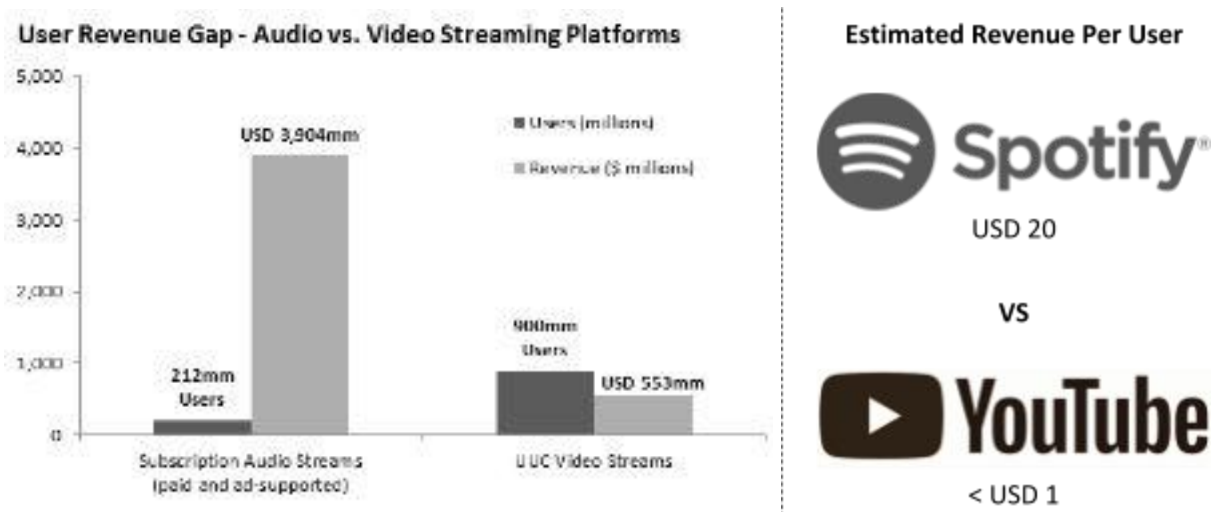 User Revenue Gap - Audio vs. Video Streaming Platforms
5,000
4,000
3,000
2,000
1,000
0
USD 3,904mm
212mm
Users
900mm
Users
USD 553mm
Users (millions)
Revenue ($ millions)
Subscription Audio Streams
(paid and ad-supported)
UUC Video Streams
Estimated Revenue Per User
Spotify®
USD 20
VS
YouTube
< USD 1